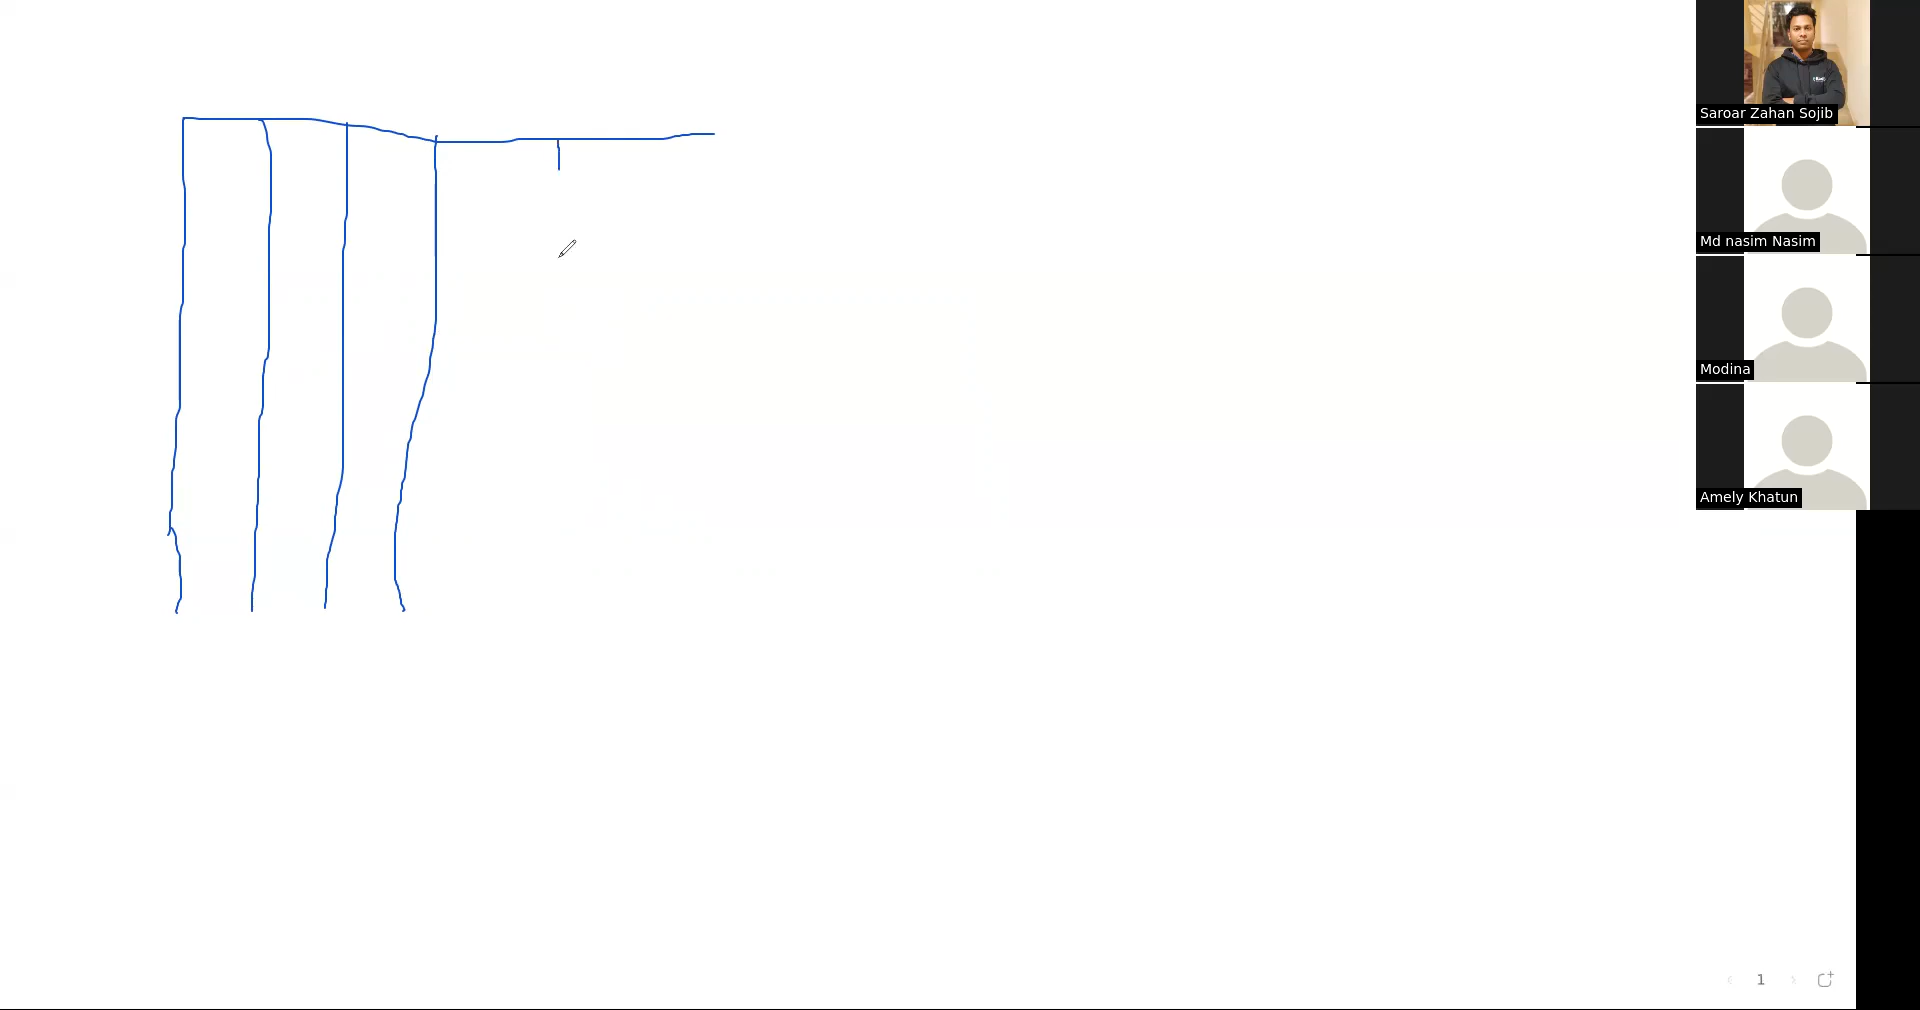 Saroar Zahan Sojib
Md nasim Nasim
Modina
Amely Khatun
1